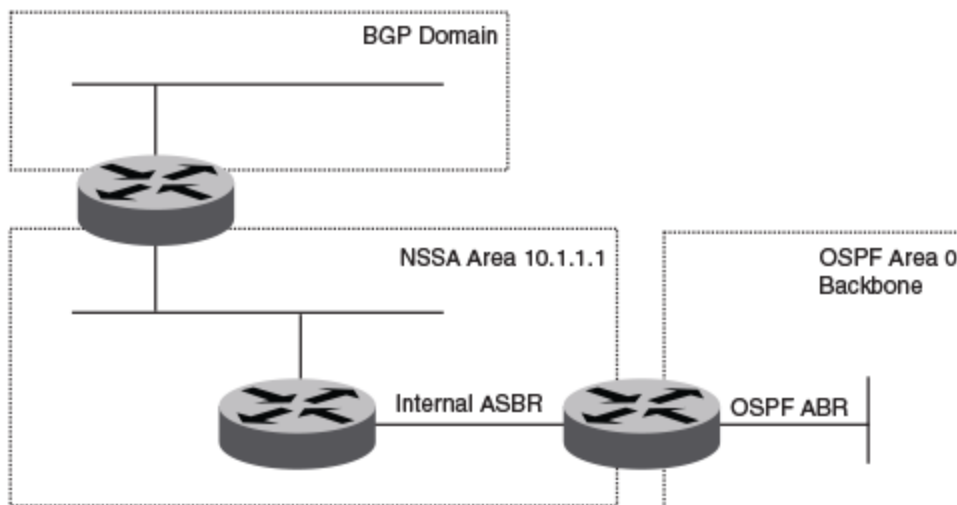 BGP Domain
NSSA Area 10.1.1.1
OSPF Area 0
Backbone
Internal ASBR
OSPF ABR